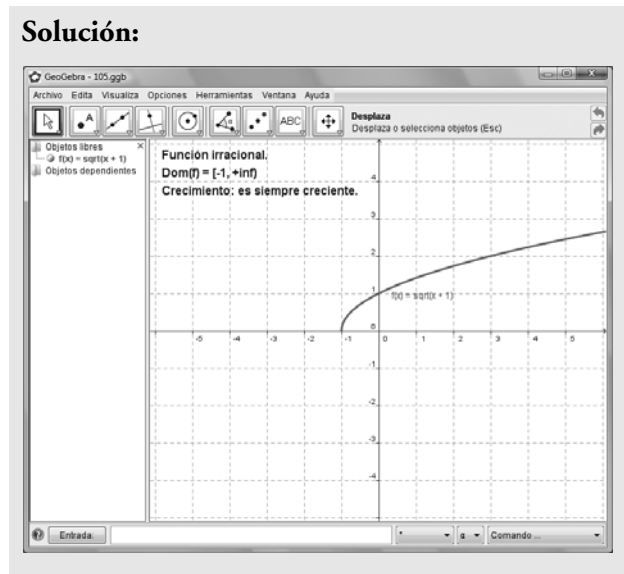 Solución:
GeoGebra - 105.ggb
Archivo Edita Visualiza Opciones Herramientas Ventana Ayuda
A
α
ABC
Desplaza
Desplaza o selecciona objetos (Esc)
Objetos libres
f(x) = sqrt(x + 1)
Objetos dependientes
Función irracional.
Dom(f) = [-1, +inf)
Crecimiento: es siempre creciente.
4
3
2
1
f(x) = sqrt(x + 1)
0
-5 -4 -3 -2 -1 0 1 2 3 4 5
-1
-2
-3
-4
Entrada:
α
Comando ...